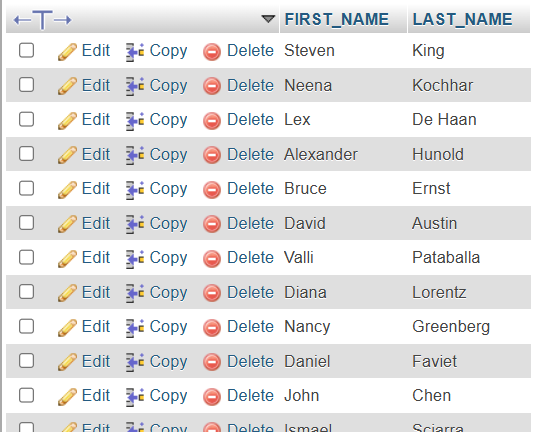 FIRST_NAME LAST_NAME
Edit Copy Delete Steven King
Edit Copy Delete Neena Kochhar
Edit Copy Delete Lex De Haan
Edit Copy Delete Alexander Hunold
Edit Copy Delete Bruce Ernst
Edit Copy Delete David Austin
Edit Copy Delete Valli Pataballa
Edit Copy Delete Diana Lorentz
Edit Copy Delete Nancy Greenberg
Edit Copy Delete Daniel Faviet
Edit Copy Delete John Chen
Edit Copy Delete Ismael Sciarra